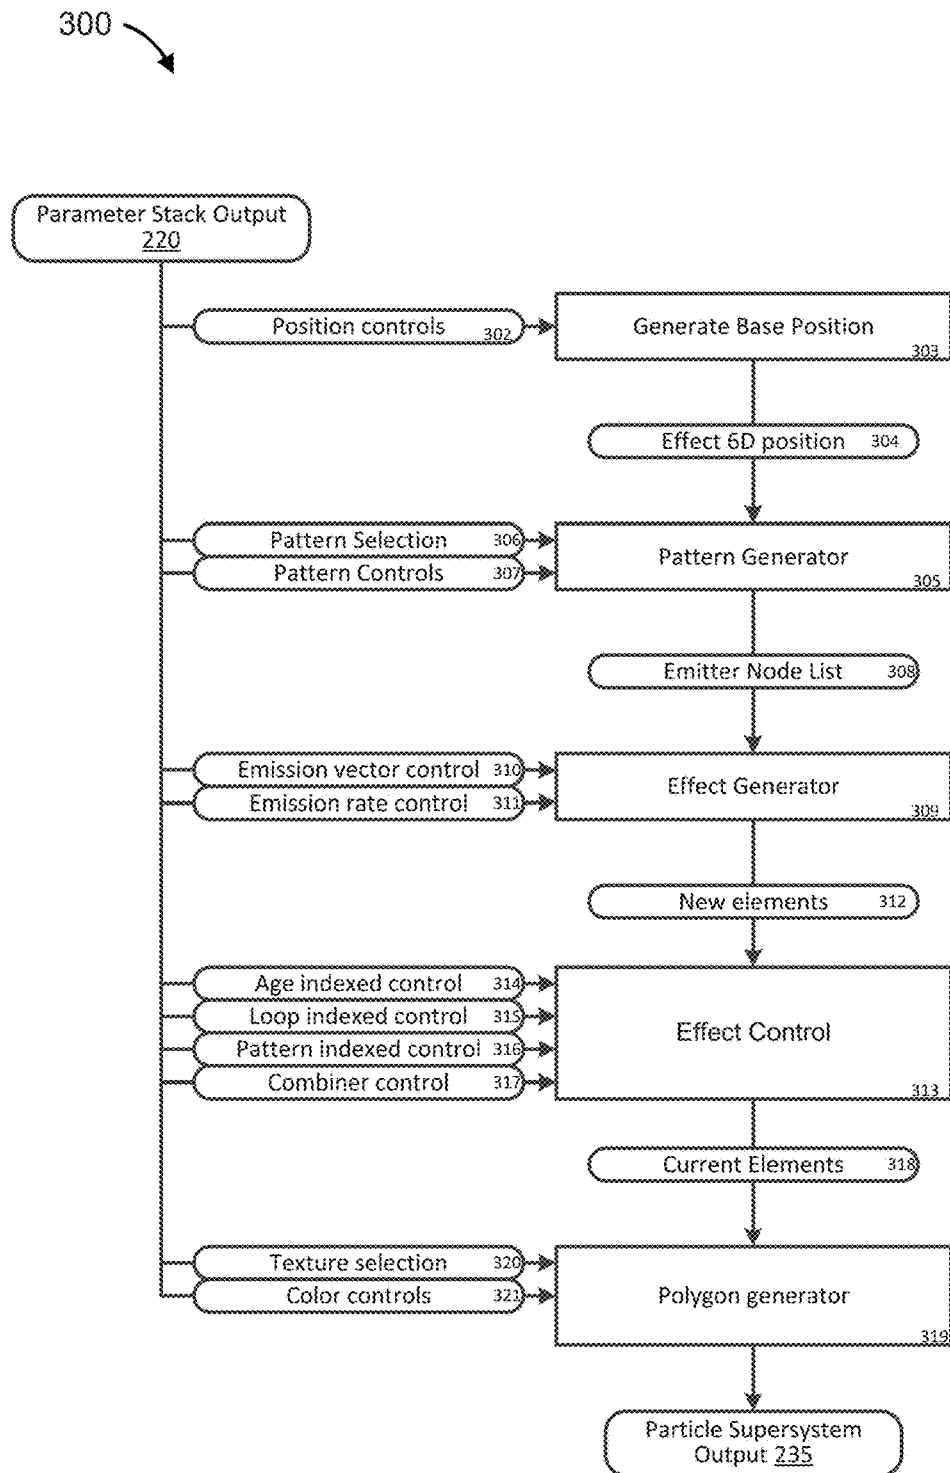 300
Parameter Stack Output
220
Position controls 302
Generate Base Position
303
Effect 6D position 304
Pattern Selection 306
Pattern Controls 307
Pattern Generator
305
Emitter Node List 308
Emission vector control 310
Emission rate control 311
Effect Generator
309
New elements 312
Age indexed control 314
Loop indexed control 315
Pattern indexed control 316
Combiner control 317
Effect Control
313
Current Elements 318
Texture selection 320
Color controls 321
Polygon generator
319
Particle Supersystem
Output 235